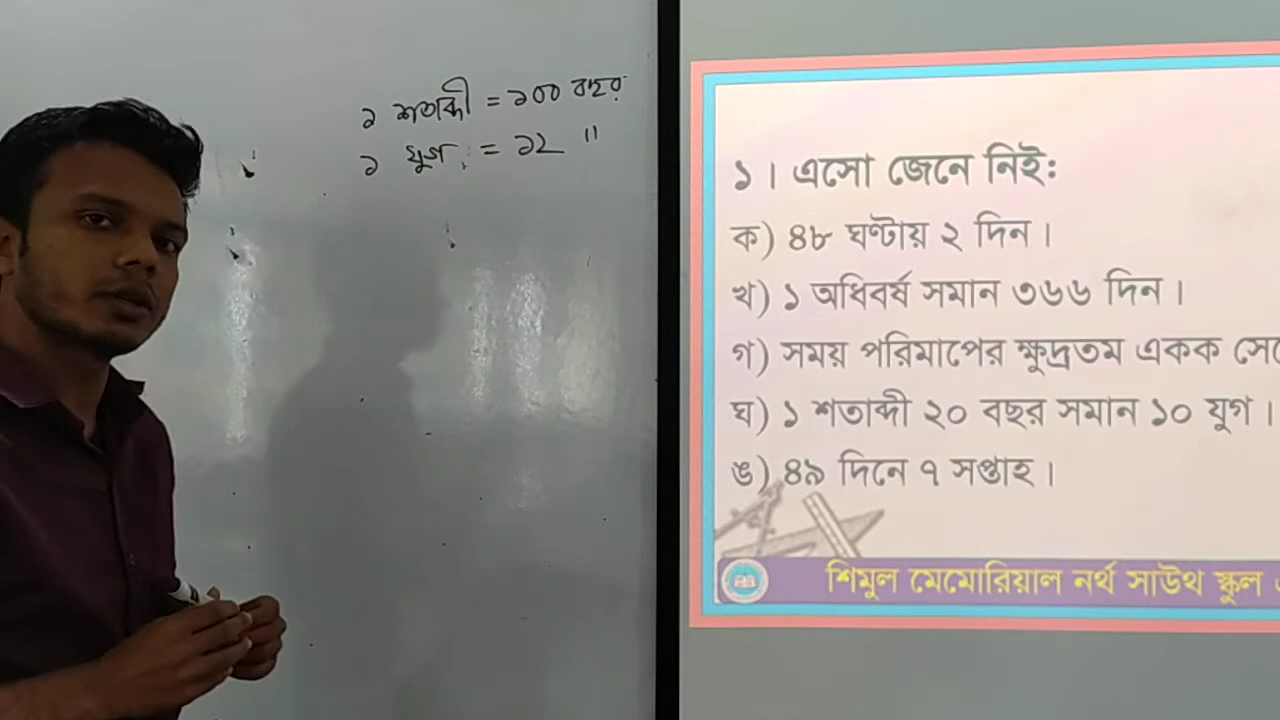 ১ শতাব্দী = ১০০ বছর
১ যুগ = ১২ "
১। এসো জেনে নিই:
ক) ৪৮ ঘণ্টায় ২ দিন।
খ) ১ অধিবর্ষ সমান ৩৬৬ দিন।
গ) সময় পরিমাপের ক্ষুদ্রতম একক
ঘ) ১ শতাব্দী ২০ বছর সমান ১০ যুগ।
ঙ) ৪৯ দিনে ৭ সপ্তাহ।
শিমুল মেমোরিয়াল নর্থ সাউথ স্কুল